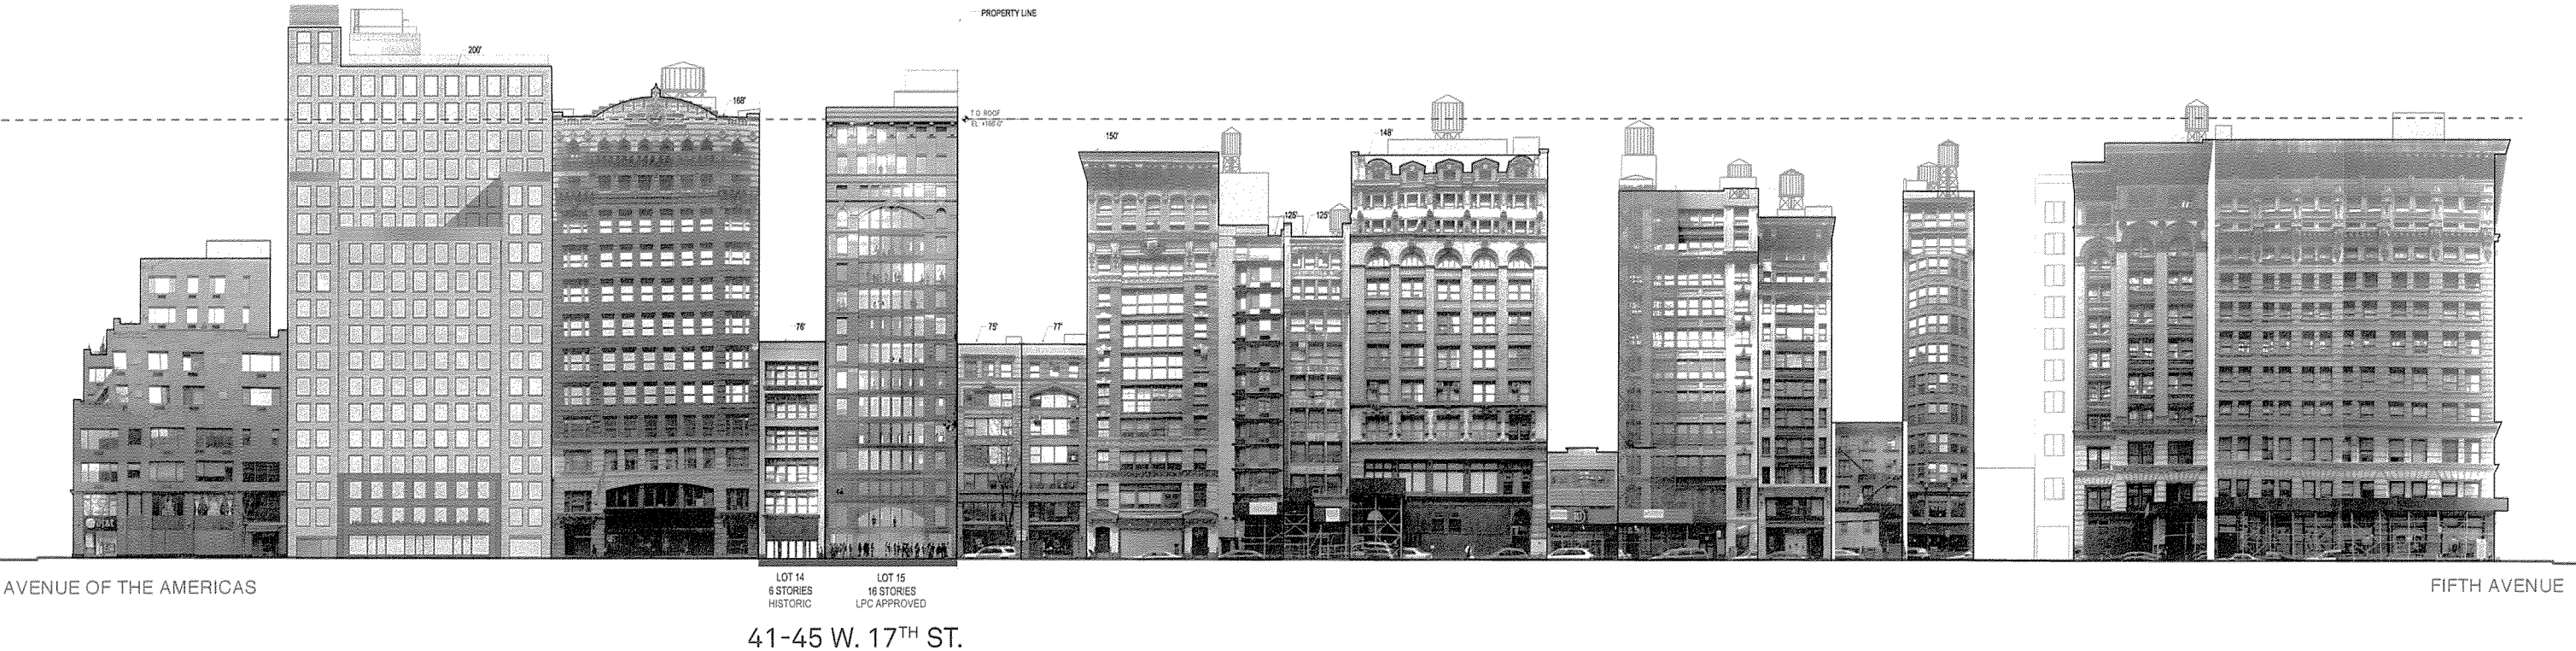 PROPERTY LINE
200'
168'
T.O. ROOF
150'
148'
125'
125'
76'
75'
77'
AVENUE OF THE AMERICAS
LOT 14
6 STORIES
HISTORIC
LOT 15
16 STORIES
LPC APPROVED
FIFTH AVENUE
41-45 W. 17TH ST.